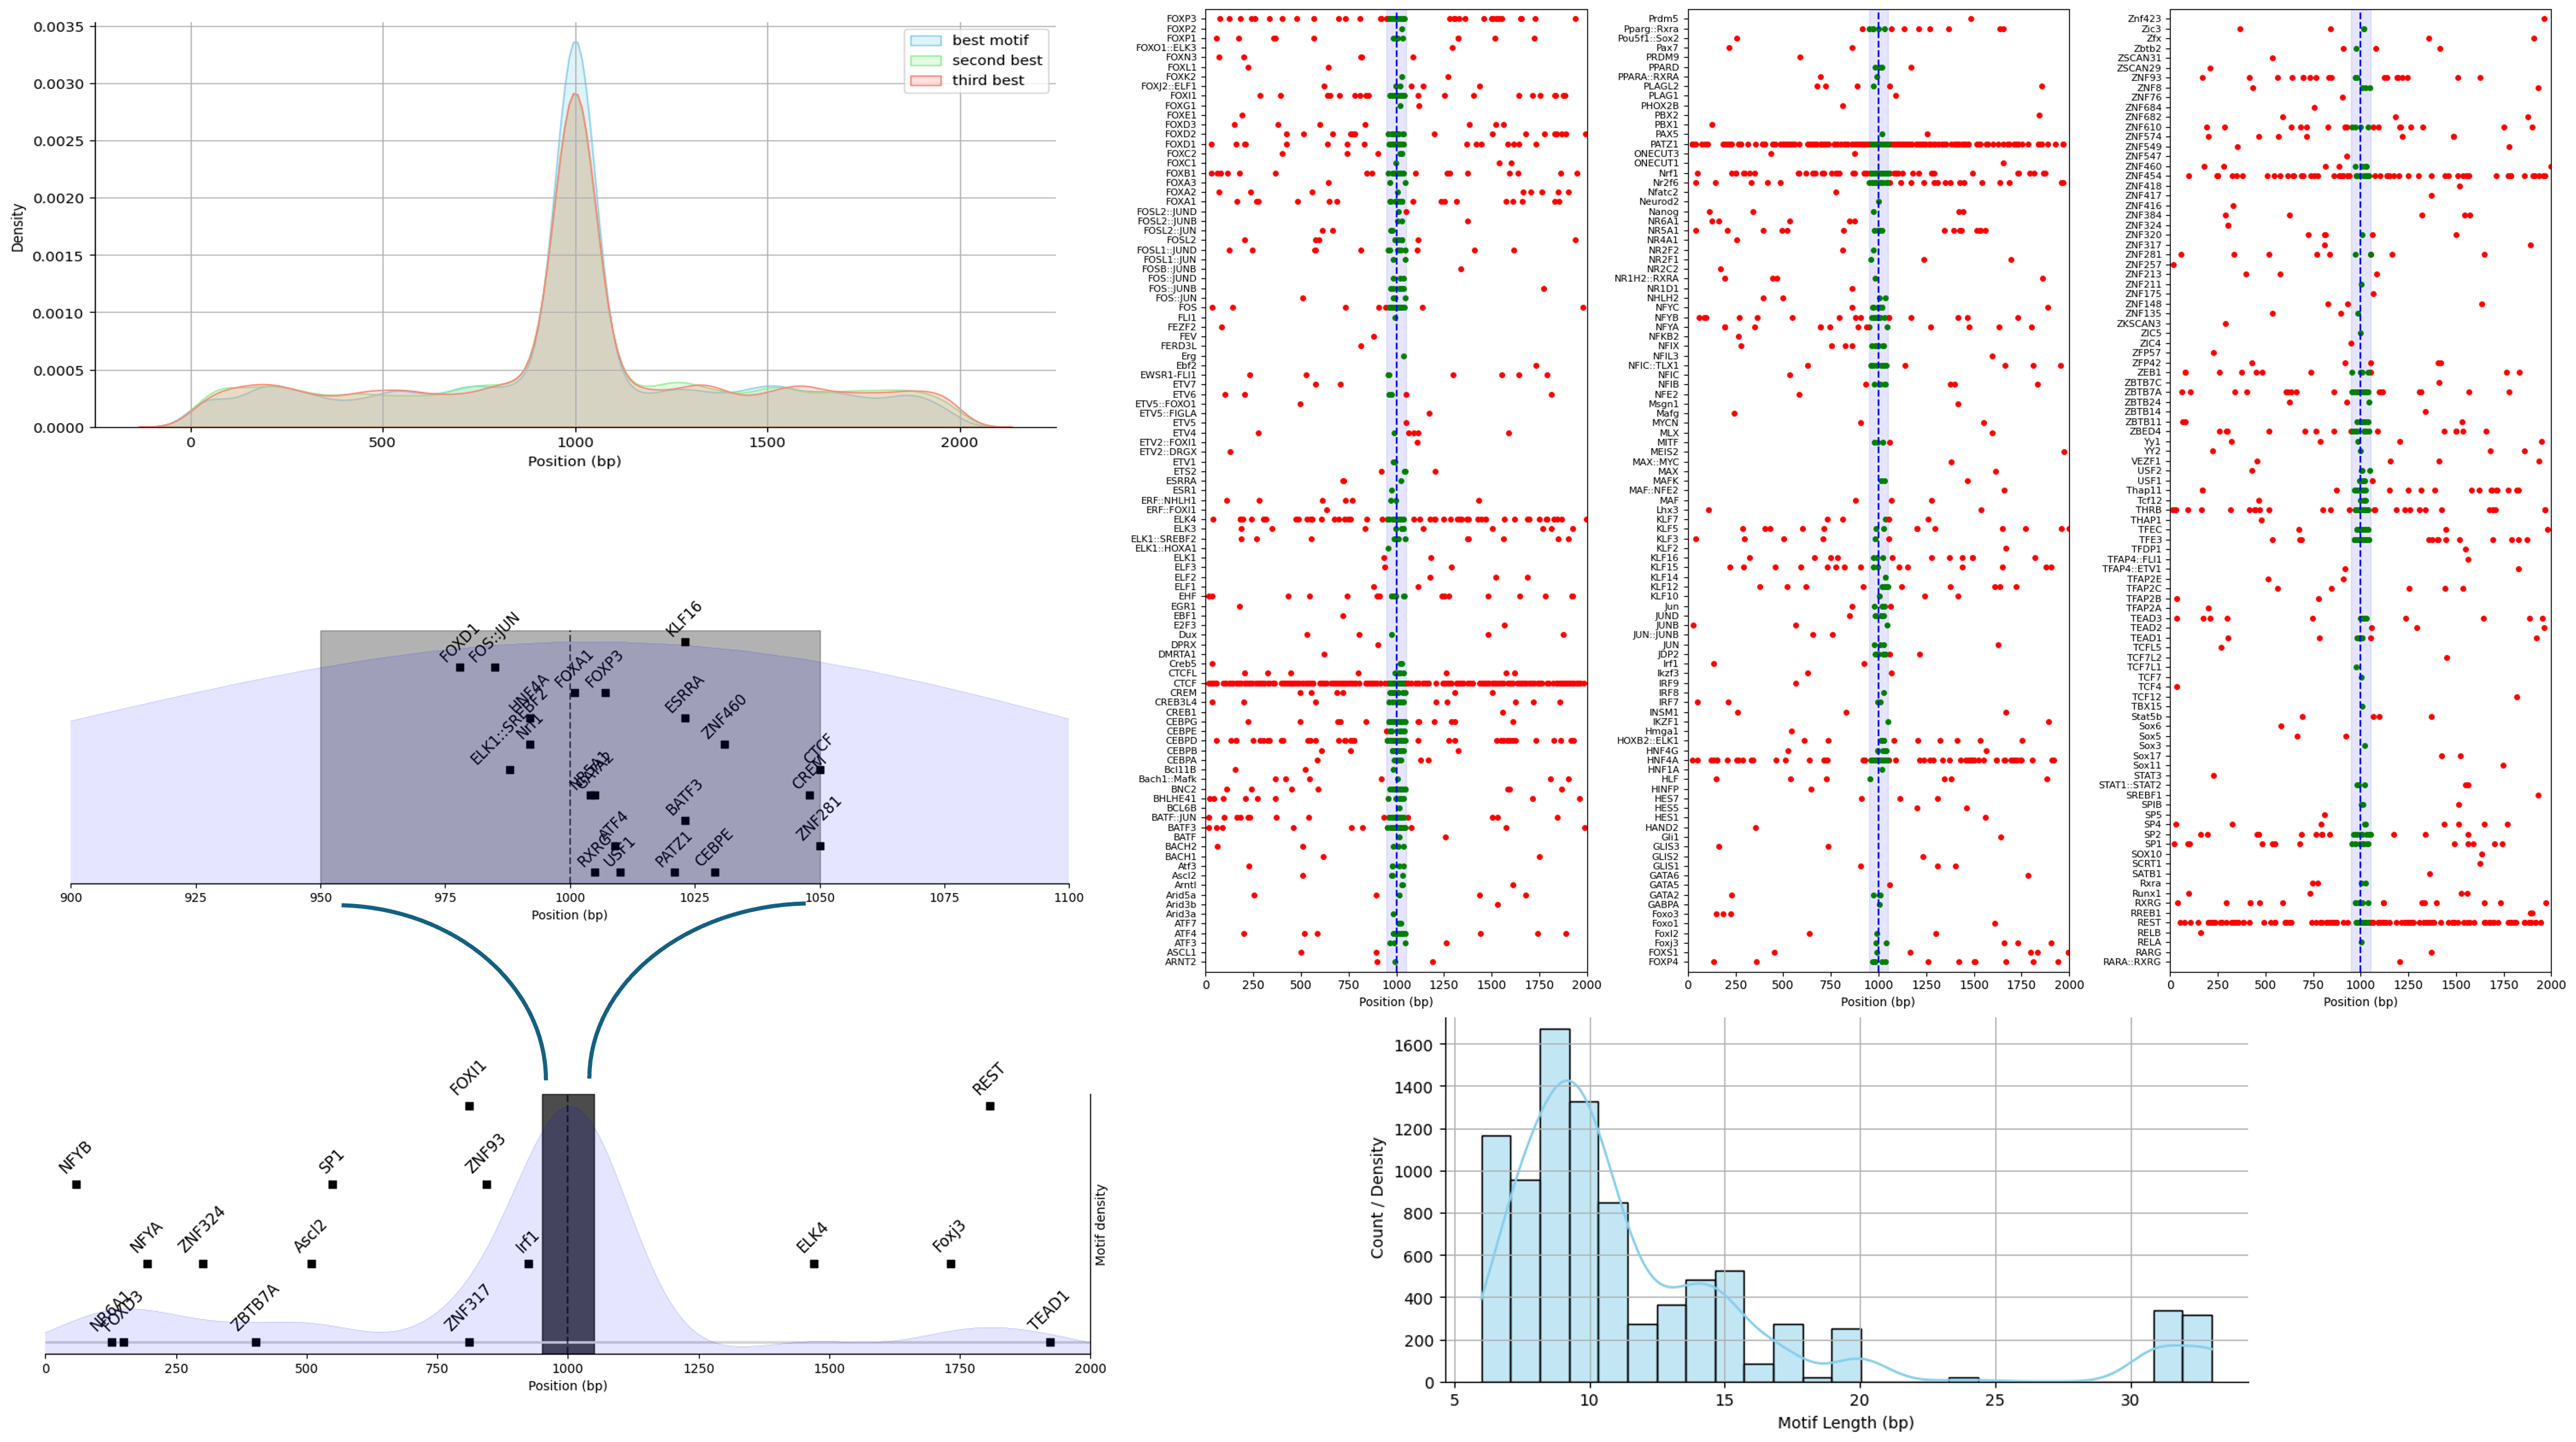 0.0035
0.0030
0.0025
0.0020
0.0015
0.0010
0.0005
0.0000
Density
best motif
second best
third best
0 500 1000 1500 2000
Position (bp)
FOXD1
FOS::JUN
KLF16
FOXA1
FOXP3
HNF4A
ESRRA
ELK1::SREBF2
Nrf1
ZNF460
CTCF
NR5A1
GATA2
CREM
BATF3
ZNF281
ATF4
RXRG
USF1
PATZ1
CEBPE
900 925 950 975 1000 1025 1050 1075 1100
Position (bp)
FOXI1
REST
NFYB
SP1
ZNF93
NFYA
ZNF324
Ascl2
Irf1
ELK4
Foxj3
NR6A1
FOXD3
ZBTB7A
ZNF317
TEAD1
Motif density
0 250 500 750 1000 1250 1500 1750 2000
Position (bp)
FOXP3
FOXP2
FOXP1
FOXO1::ELK3
FOXN3
FOXL1
FOXK2
FOXJ2::ELF1
FOXI1
FOXG1
FOXE1
FOXD3
FOXD2
FOXD1
FOXC2
FOXC1
FOXB1
FOXA3
FOXA2
FOXA1
FOSL2::JUND
FOSL2::JUNB
FOSL2::JUN
FOSL2
FOSL1::JUND
FOSL1::JUN
FOSB::JUNB
FOS::JUND
FOS::JUNB
FOS::JUN
FOS
FLI1
FEZF2
FEV
FERD3L
Erg
Ebf2
EWSR1-FLI1
ETV7
ETV6
ETV5::FOXO1
ETV5::FIGLA
ETV5
ETV4
ETV2::FOXI1
ETV2::DRGX
ETV1
ETS2
ESRRA
ESR1
ERF::NHLH1
ERF::FOXI1
ELK4
ELK3
ELK1::SREBF2
ELK1::HOXA1
ELK1
ELF3
ELF2
ELF1
EHF
EGR1
EBF1
E2F3
Dux
DPRX
DMRTA1
Creb5
CTCFL
CTCF
CREM
CREB3L4
CREB1
CEBPG
CEBPE
CEBPD
CEBPB
CEBPA
Bcl11B
Bach1::Mafk
BNC2
BHLHE41
BCL6B
BATF::JUN
BATF3
BATF
BACH2
BACH1
Atf3
Ascl2
Arntl
Arid5a
Arid3b
Arid3a
ATF7
ATF4
ATF3
ASCL1
ARNT2
0 250 500 750 1000 1250 1500 1750 2000
Position (bp)
Prdm5
Pparg::Rxra
Pou5f1::Sox2
Pax7
PRDM9
PPARD
PPARA::RXRA
PLAGL2
PLAG1
PHOX2B
PBX2
PBX1
PAX5
PATZ1
ONECUT3
ONECUT1
Nrf1
Nr2f6
Nfatc2
Neurod2
Nanog
NR6A1
NR5A1
NR4A1
NR2F2
NR2F1
NR2C2
NR1H2::RXRA
NR1D1
NHLH2
NFYC
NFYB
NFYA
NFKB2
NFIX
NFIL3
NFIC::TLX1
NFIC
NFIB
NFE2
Msgn1
Mafg
MYCN
MLX
MITF
MEIS2
MAX::MYC
MAX
MAFK
MAF::NFE2
MAF
Lhx3
KLF7
KLF5
KLF3
KLF2
KLF16
KLF15
KLF14
KLF12
KLF10
Jun
JUND
JUNB
JUN::JUNB
JUN
JDP2
Irf1
Ikzf3
IRF9
IRF8
IRF7
INSM1
IKZF1
Hmga1
HOXB2::ELK1
HNF4G
HNF4A
HNF1A
HLF
HINFP
HES7
HES5
HES1
HAND2
Gli1
GLIS3
GLIS2
GLIS1
GATA6
GATA5
GATA2
GABPA
Foxo3
Foxo1
Foxl2
Foxj3
FOXS1
FOXP4
0 250 500 750 1000 1250 1500 1750 2000
Position (bp)
Znf423
Zic3
Zfx
Zbtb2
ZSCAN31
ZSCAN29
ZNF93
ZNF8
ZNF76
ZNF684
ZNF682
ZNF610
ZNF574
ZNF549
ZNF547
ZNF460
ZNF454
ZNF418
ZNF417
ZNF416
ZNF384
ZNF324
ZNF320
ZNF317
ZNF281
ZNF257
ZNF213
ZNF211
ZNF175
ZNF148
ZNF135
ZKSCAN3
ZIC5
ZIC4
ZFP57
ZFP42
ZEB1
ZBTB7C
ZBTB7A
ZBTB24
ZBTB14
ZBTB11
ZBED4
Yy1
YY2
VEZF1
USF2
USF1
Thap11
Tcf12
THRB
THAP1
TFEC
TFE3
TFDP1
TFAP4::FLI1
TFAP4::ETV1
TFAP2E
TFAP2C
TFAP2B
TFAP2A
TEAD3
TEAD2
TEAD1
TCFL5
TCF7L2
TCF7L1
TCF7
TCF4
TCF12
TBX15
Stat5b
Sox6
Sox5
Sox3
Sox17
Sox11
STAT3
STAT1::STAT2
SREBF1
SPIB
SP5
SP4
SP2
SP1
SOX10
SCRT1
SATB1
Rxra
Runx1
RXRG
RREB1
REST
RELB
RELA
RARG
RARA::RXRG
0 250 500 750 1000 1250 1500 1750 2000
Position (bp)
1600
1400
1200
1000
800
600
400
200
0
Count / Density
5 10 15 20 25 30
Motif Length (bp)